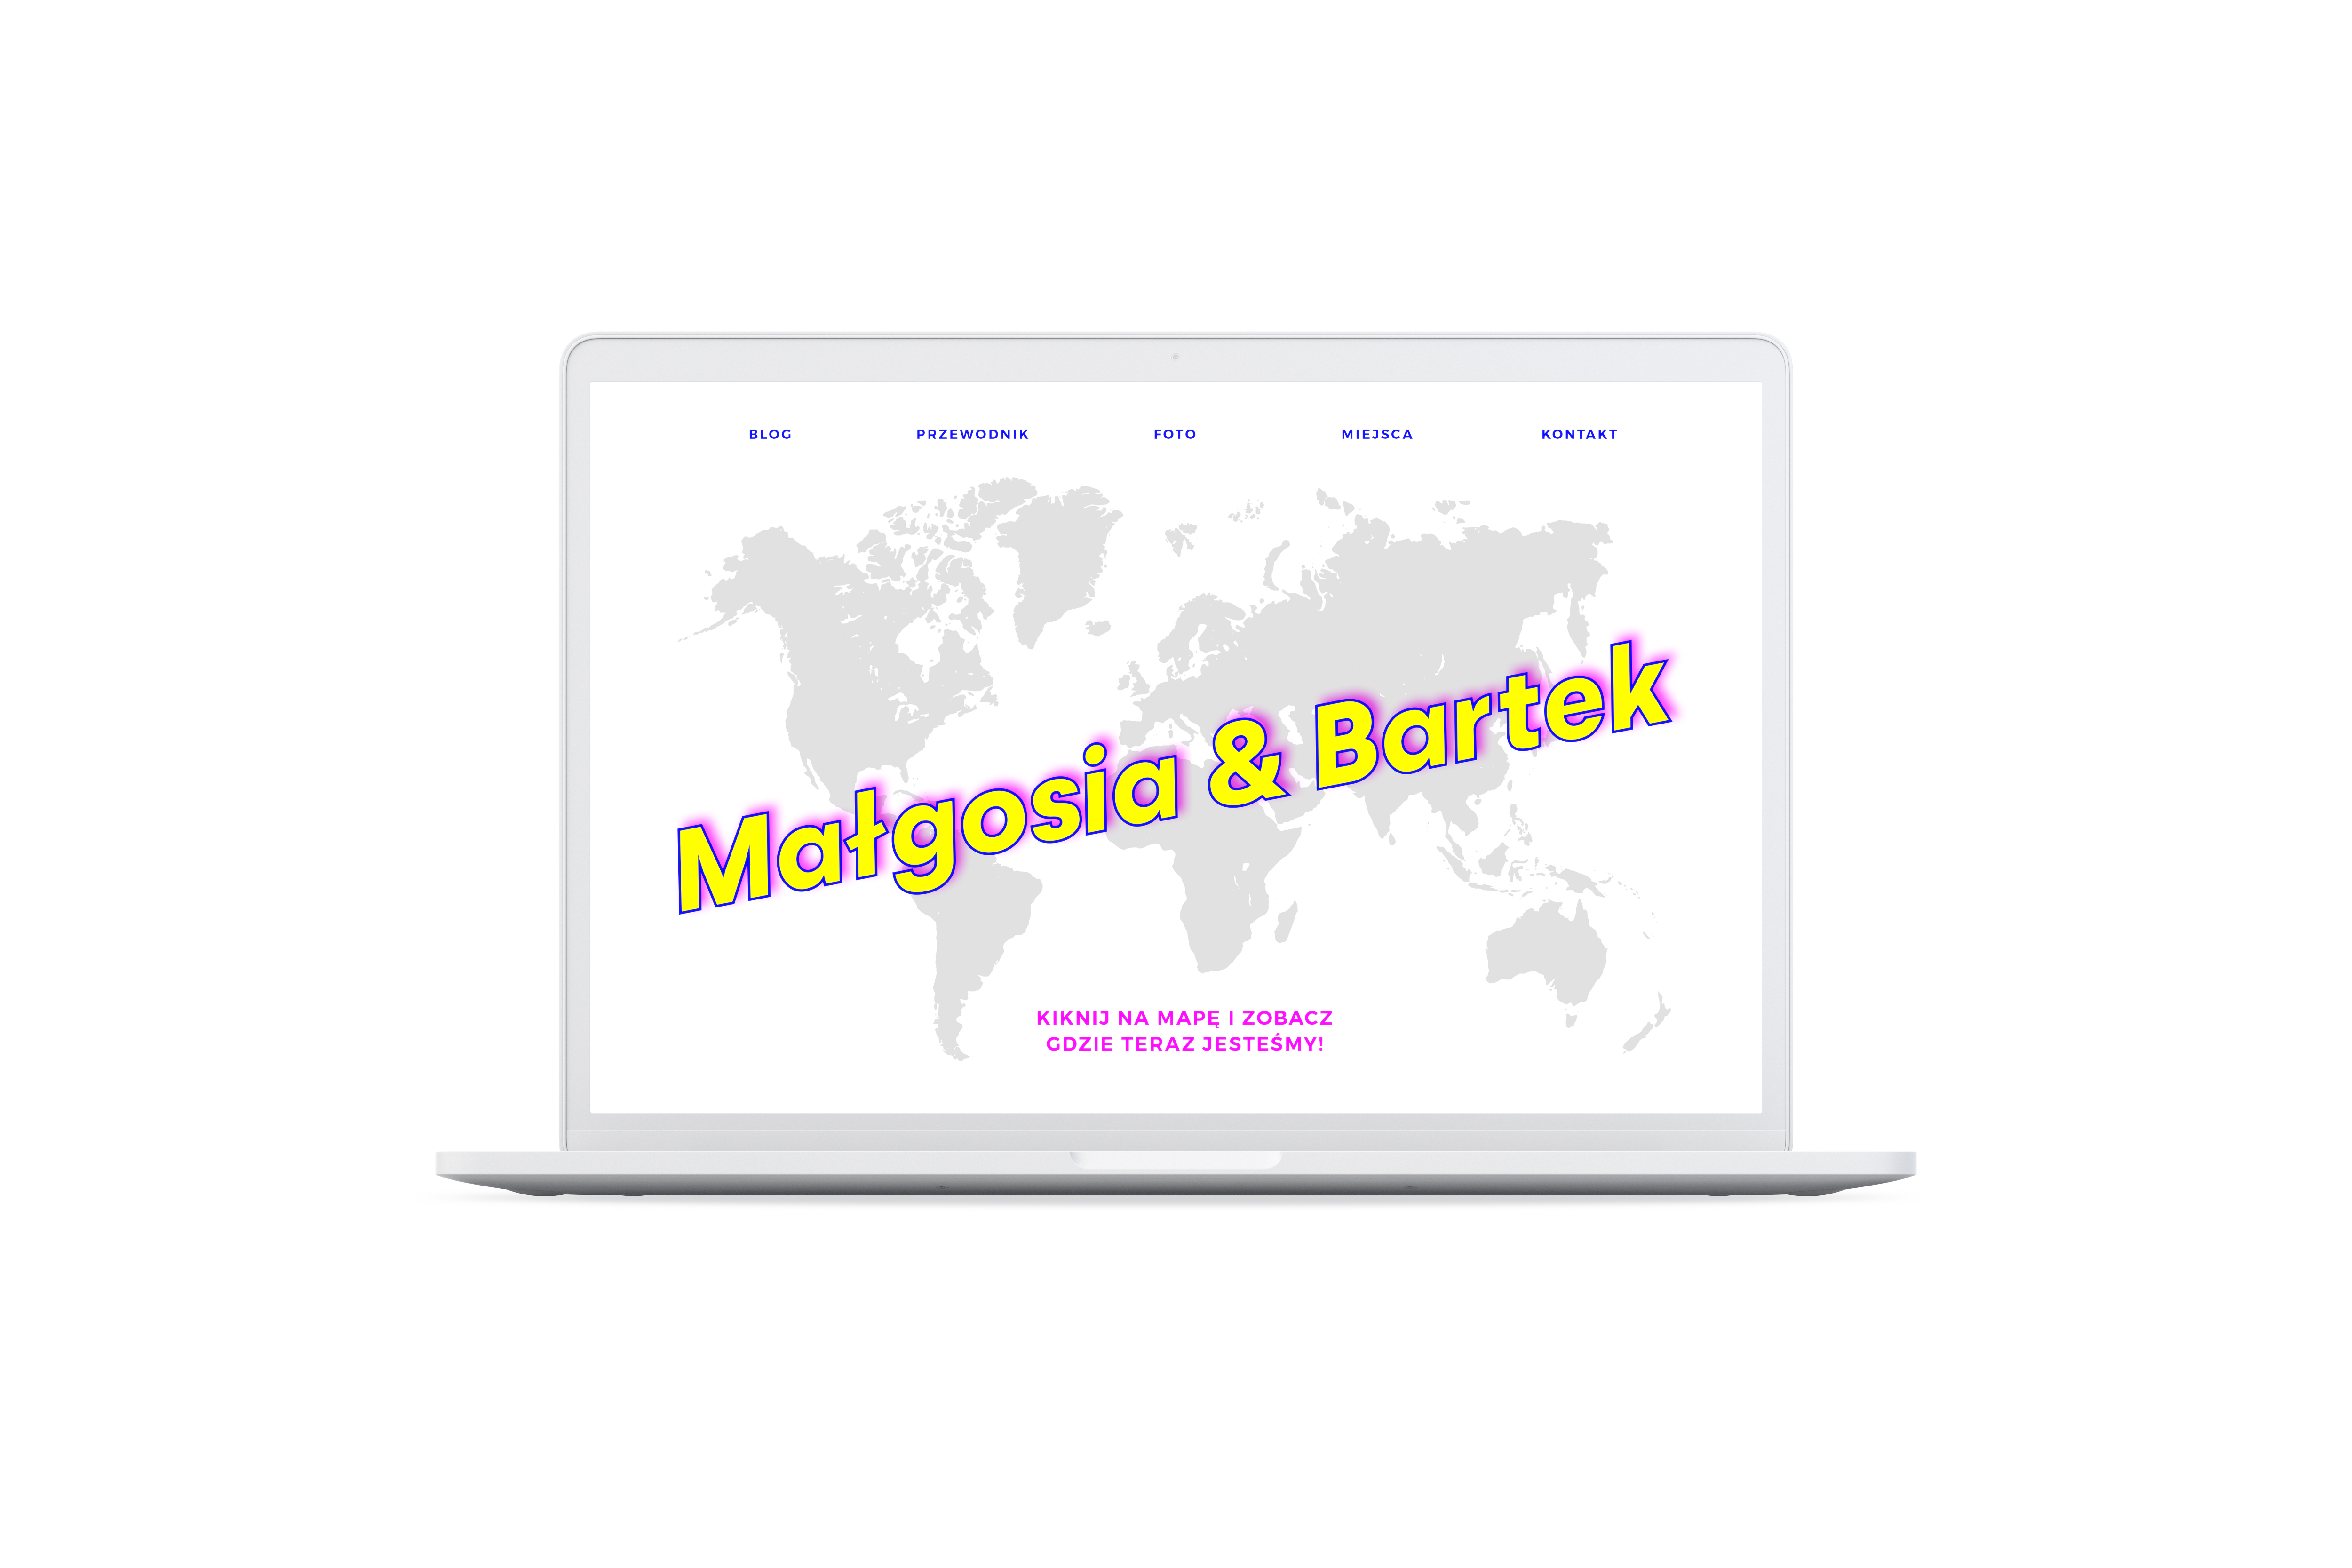 BLOG PRZEWODNIK FOTO MIEJSCA KONTAKT
Małgosia & Bartek
KIKNIJ NA MAPĘ I ZOBACZ
GDZIE TERAZ JESTEŚMY!